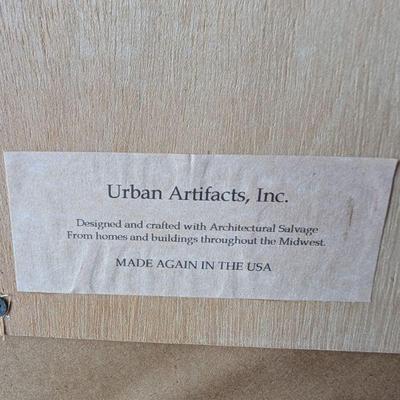 Urban Artifacts, Inc.
Designed and crafted with Architectural Salvage
From homes and buildings throughout the Midwest.
MADE AGAIN IN THE USA